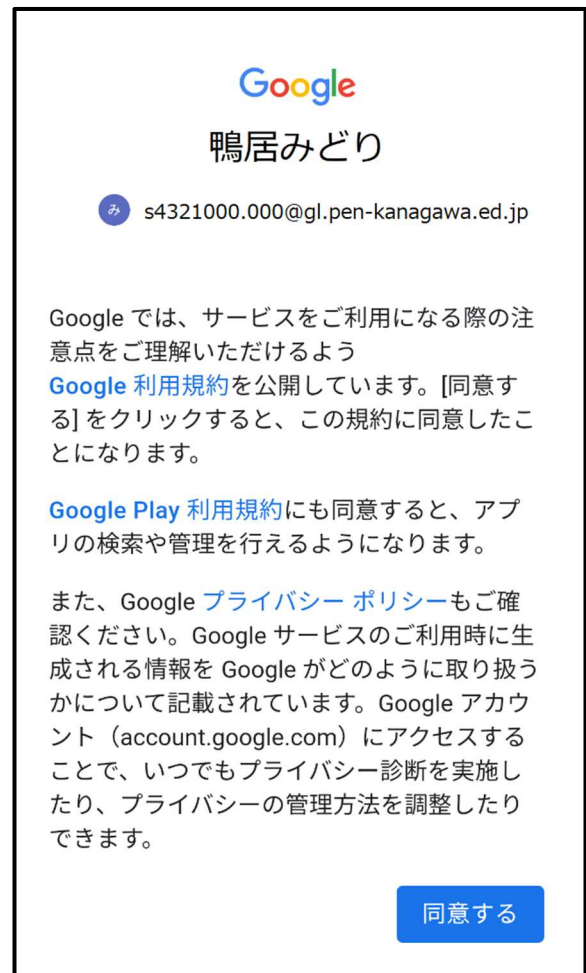 Google
鴨居みどり
み s4321000.000@gl.pen-kanagawa.ed.jp
Google では、サービスをご利用になる際の注
意点をご理解いただけるよう
Google 利用規約を公開しています。[同意す
る] をクリックすると、この規約に同意したこ
とになります。
Google Play 利用規約にも同意すると、アプ
リの検索や管理を行えるようになります。
また、Google プライバシー ポリシーもご確
認ください。Google サービスのご利用時に生
成される情報を Google がどのように取り扱う
かについて記載されています。Google アカウ
ント（account.google.com）にアクセスする
ことで、いつでもプライバシー診断を実施し
たり、プライバシーの管理方法を調整したり
できます。
同意する